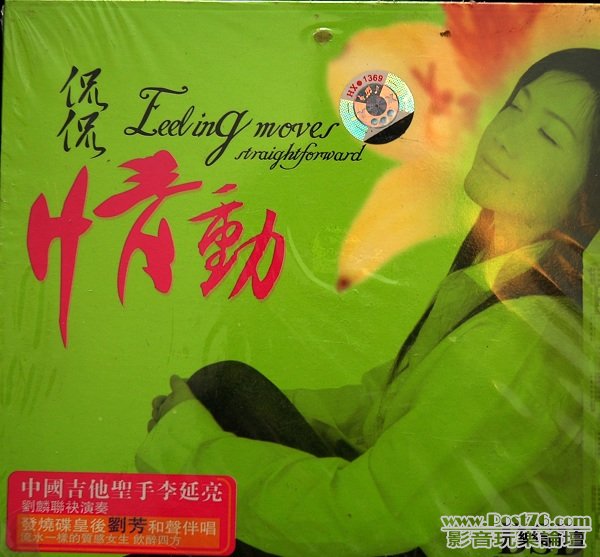 侃侃
Feeling moves
straightforward
情動
HX●1369
中國吉他聖手李延亮
劉麟聯袂演奏
發燒碟皇後劉芳和聲伴唱
流水一樣的質感女生 飲醉四方
www.Post76.com
影音玩樂論壇